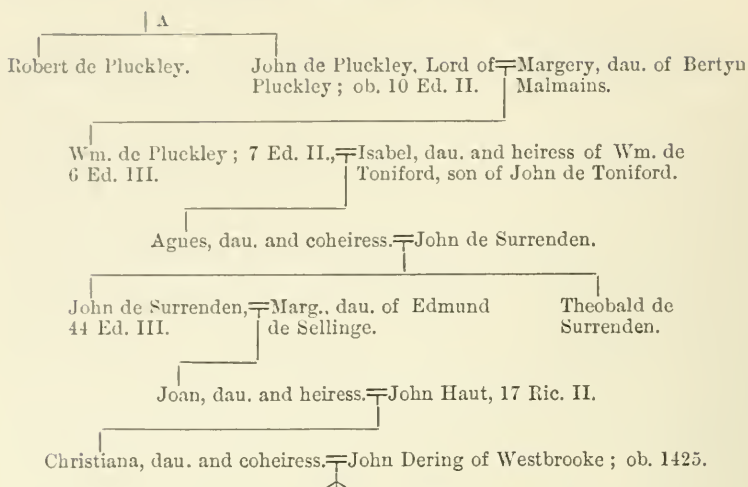 A
Robert de Pluckley. John de Pluckley, Lord of=Margery, dau. of Bertyn
Pluckley; ob. 10 Ed. II. Malmains.
Wm. de Pluckley; 7 Ed. II.,=Isabel, dau. and heiress of Wm. de
6 Ed. III. Toniford, son of John de Toniford.
Agnes, dau. and coheiress.=John de Surrenden.
John de Surrenden,=Marg., dau. of Edmund Theobald de
44 Ed. III. de Sellinge. Surrenden.
Joan, dau. and heiress.=John Haut, 17 Ric. II.
Christiana, dau. and coheiress.=John Dering of Westbrooke; ob. 1425.